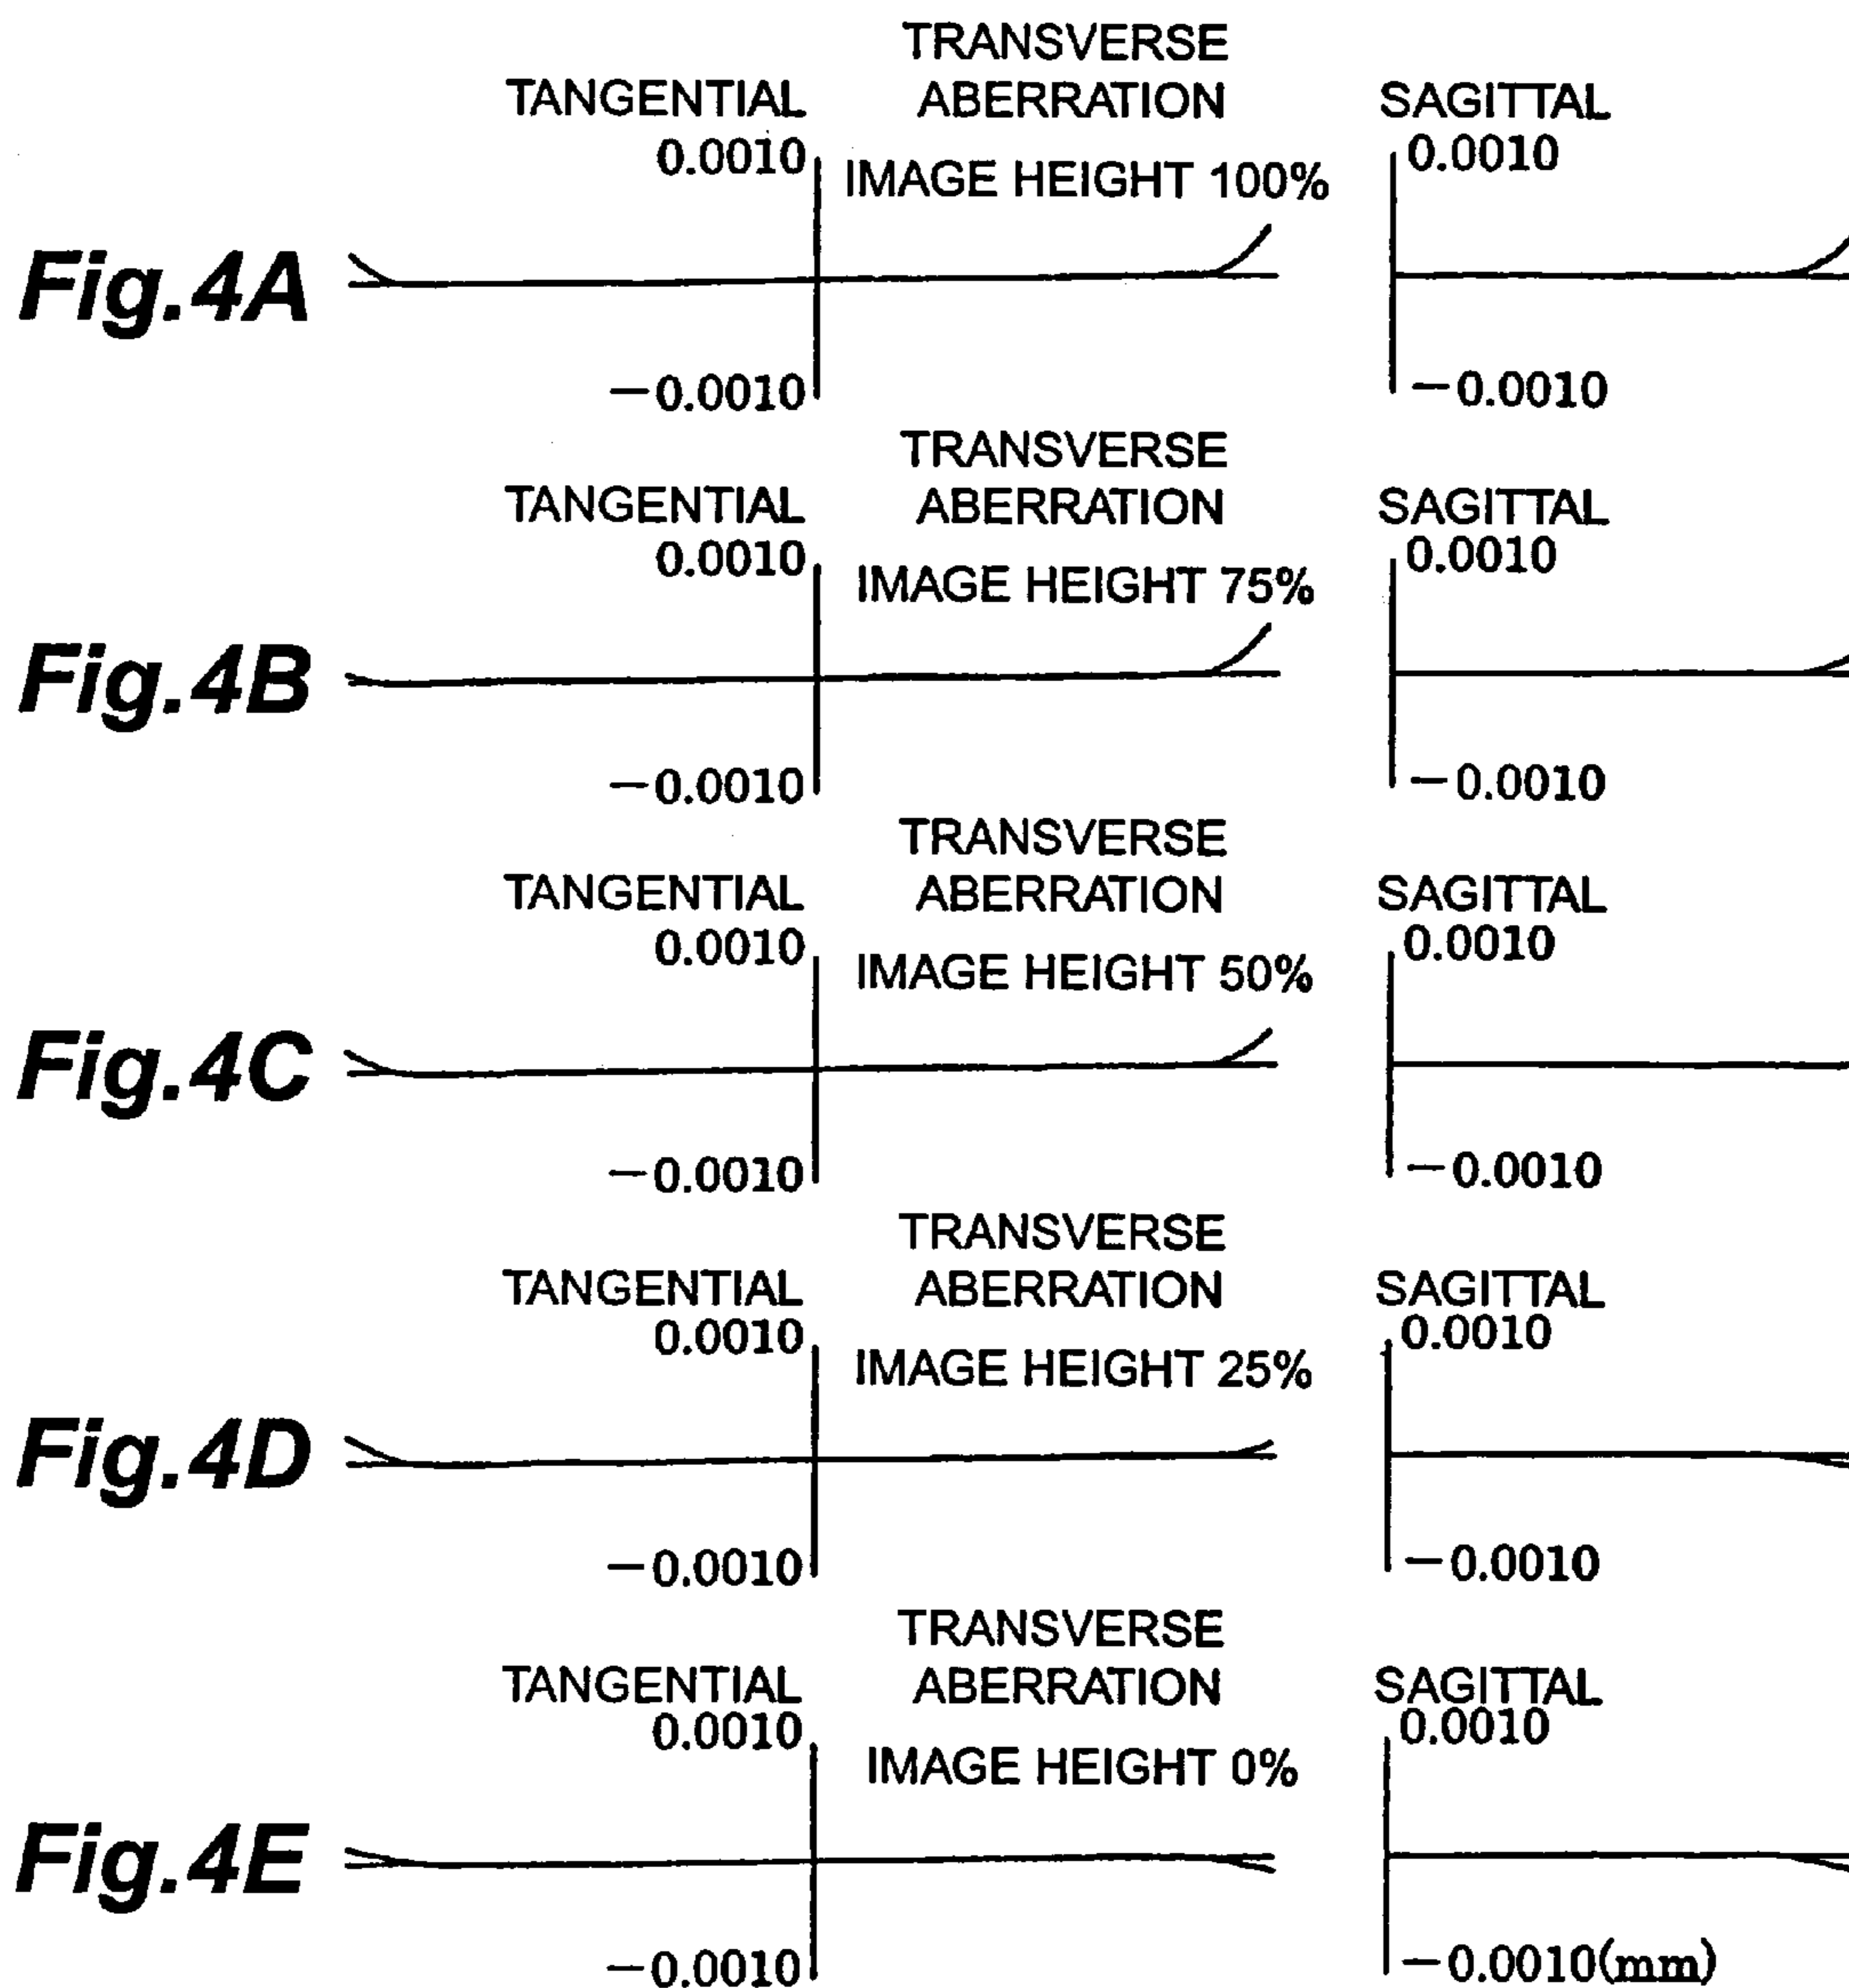 TRANSVERSE
TANGENTIAL ABERRATION SAGITTAL
0.0010 IMAGE HEIGHT 100% 0.0010
Fig.4A
−0.0010 −0.0010
TRANSVERSE
TANGENTIAL ABERRATION SAGITTAL
0.0010 IMAGE HEIGHT 75% 0.0010
Fig.4B
−0.0010 −0.0010
TRANSVERSE
TANGENTIAL ABERRATION SAGITTAL
0.0010 IMAGE HEIGHT 50% 0.0010
Fig.4C
−0.0010 −0.0010
TRANSVERSE
TANGENTIAL ABERRATION SAGITTAL
0.0010 IMAGE HEIGHT 25% 0.0010
Fig.4D
−0.0010 −0.0010
TRANSVERSE
TANGENTIAL ABERRATION SAGITTAL
0.0010 IMAGE HEIGHT 0% 0.0010
Fig.4E
−0.0010 −0.0010(mm)